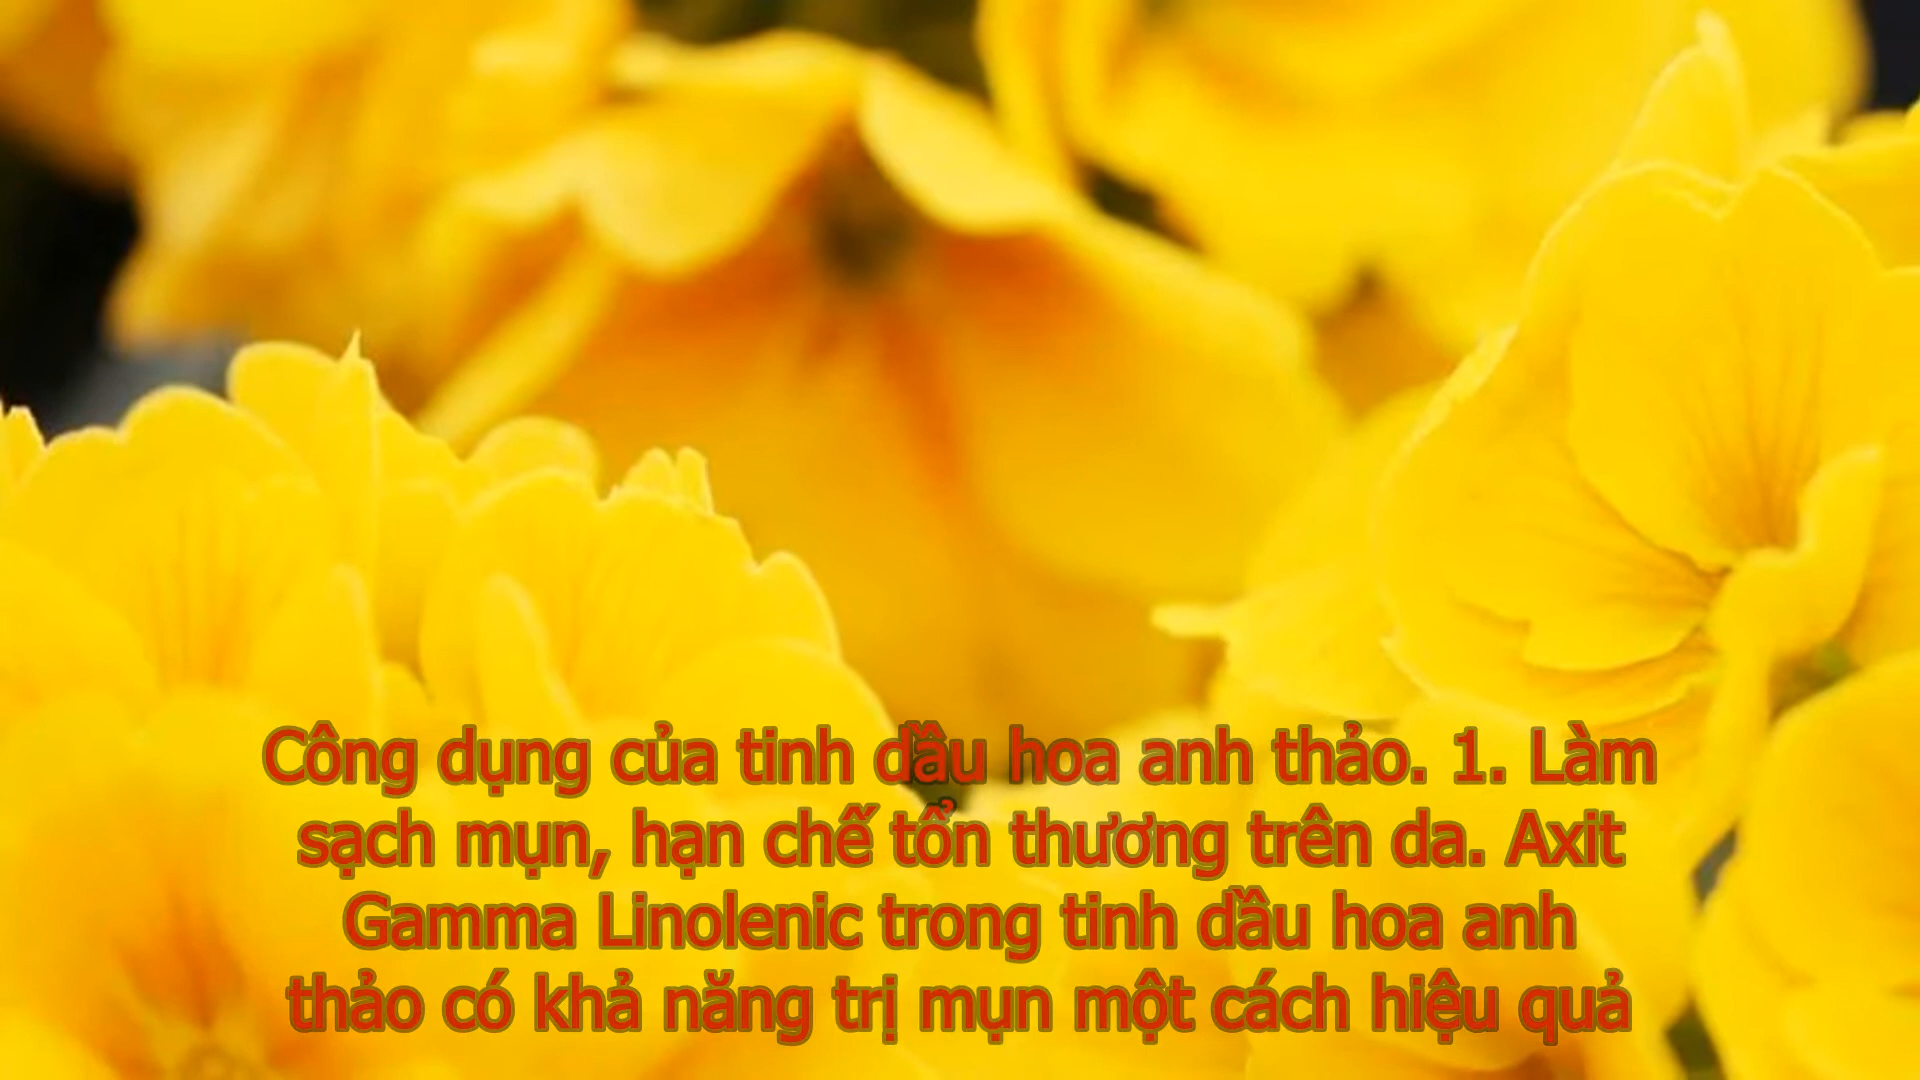 Công dụng của tinh dầu hoa anh thảo. 1. Làm
sạch mụn, hạn chế tổn thương trên da. Axit
Gamma Linolenic trong tinh dầu hoa anh
thảo có khả năng trị mụn một cách hiệu quả